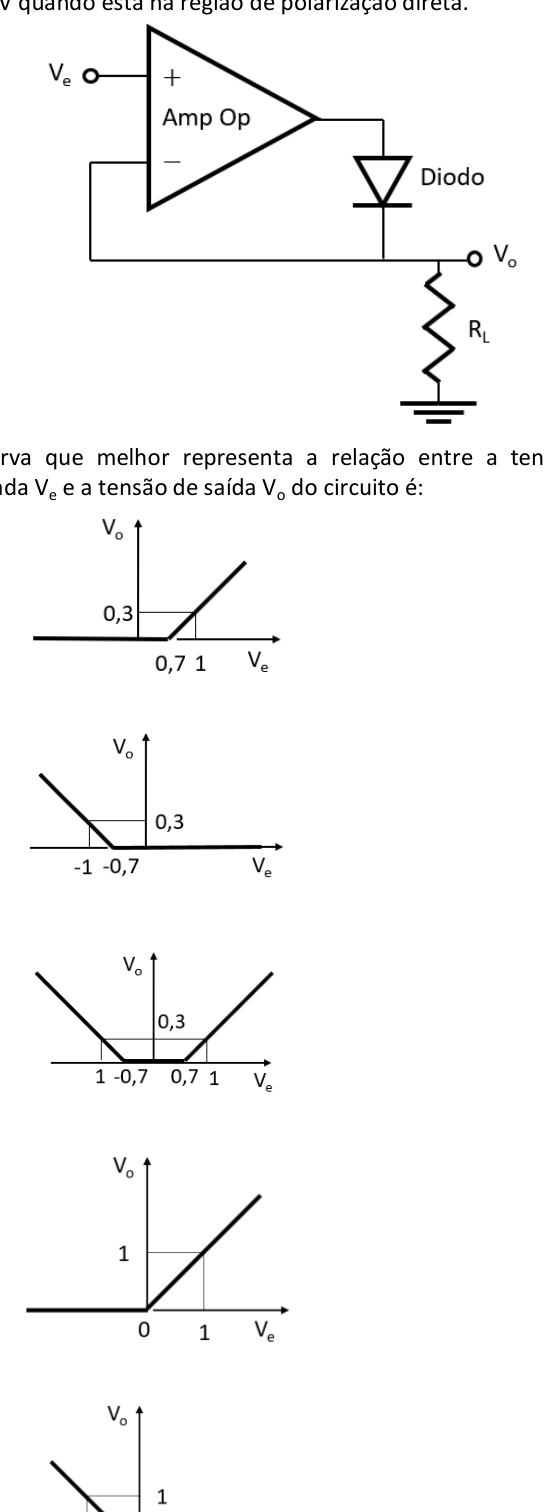 V quando está na região de polarização direta.
Ve
+
Amp Op
−
Diodo
Vo
RL
rva que melhor representa a relação entre a ten
Ve e a tensão de saída Vo do circuito é:
Vo
0,3
0,7 1 Ve
Vo
0,3
-1 -0,7 Ve
Vo
0,3
1 -0,7 0,7 1 Ve
Vo
1
0 1 Ve
Vo
1